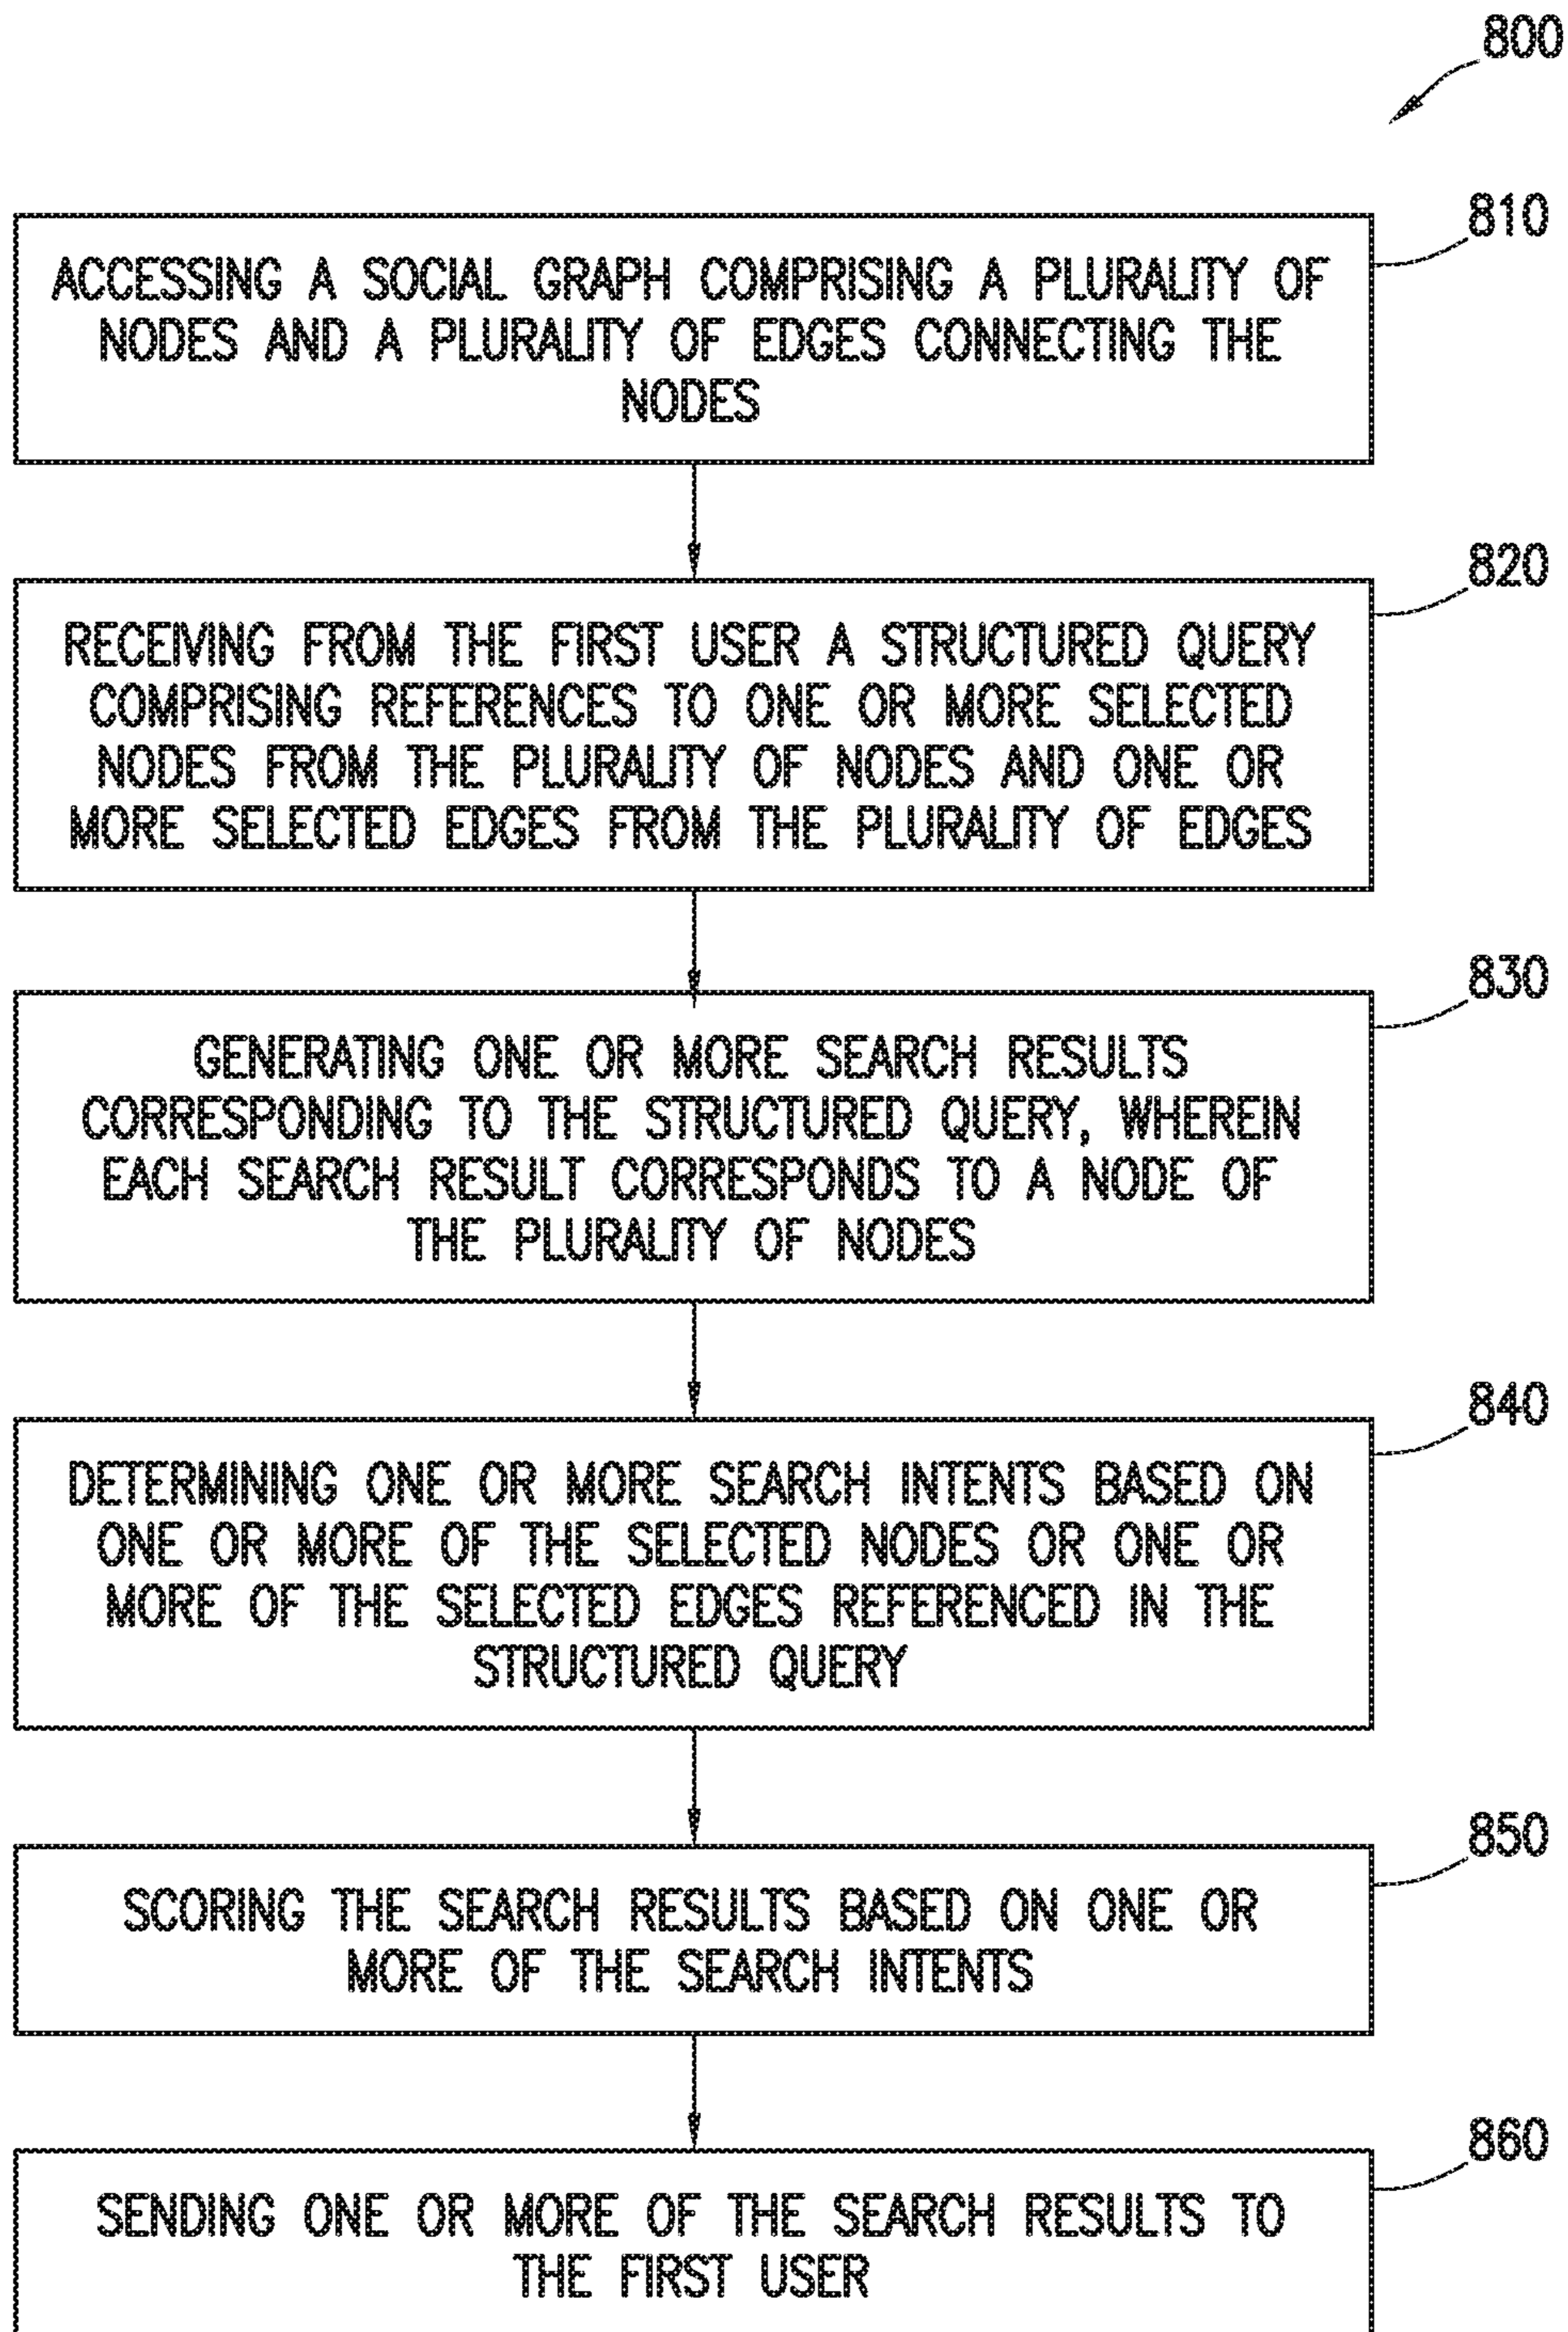 800
810
ACCESSING A SOCIAL GRAPH COMPRISING A PLURALITY OF
NODES AND A PLURALITY OF EDGES CONNECTING THE
NODES
820
RECEIVING FROM THE FIRST USER A STRUCTURED QUERY
COMPRISING REFERENCES TO ONE OR MORE SELECTED
NODES FROM THE PLURALITY OF NODES AND ONE OR
MORE SELECTED EDGES FROM THE PLURALITY OF EDGES
830
GENERATING ONE OR MORE SEARCH RESULTS
CORRESPONDING TO THE STRUCTURED QUERY, WHEREIN
EACH SEARCH RESULT CORRESPONDS TO A NODE OF
THE PLURALITY OF NODES
840
DETERMINING ONE OR MORE SEARCH INTENTS BASED ON
ONE OR MORE OF THE SELECTED NODES OR ONE OR
MORE OF THE SELECTED EDGES REFERENCED IN THE
STRUCTURED QUERY
850
SCORING THE SEARCH RESULTS BASED ON ONE OR
MORE OF THE SEARCH INTENTS
860
SENDING ONE OR MORE OF THE SEARCH RESULTS TO
THE FIRST USER